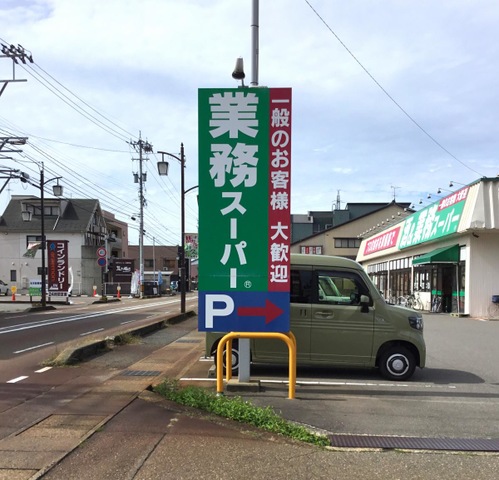 業務スーパー®
一般のお客様 大歓迎
P
業務スーパー
コインランドリー